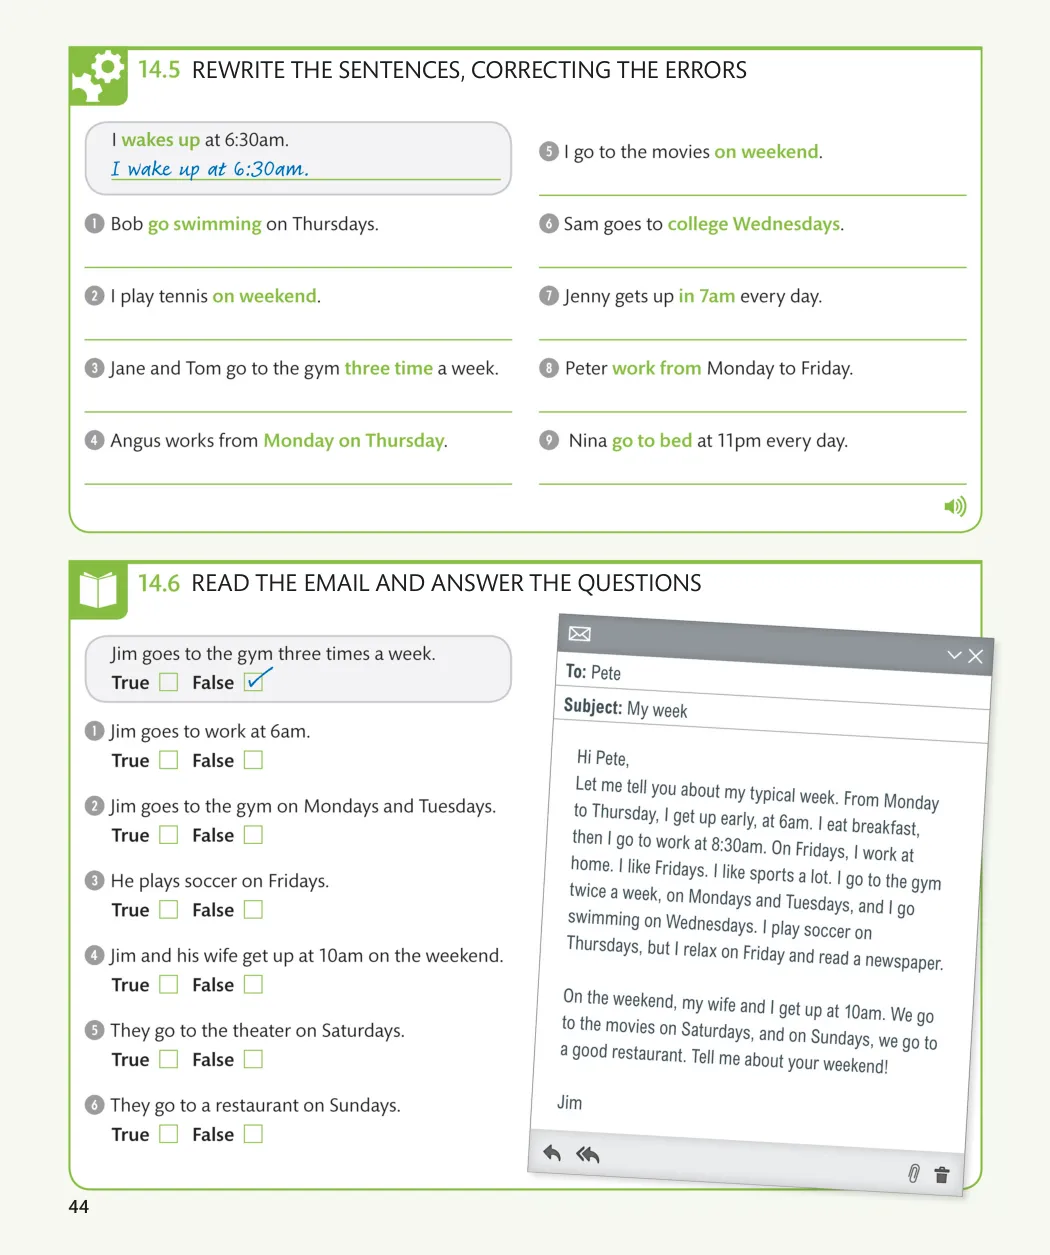 14.5 REWRITE THE SENTENCES, CORRECTING THE ERRORS
I wakes up at 6:30am.
I wake up at 6:30am.
1 Bob go swimming on Thursdays.
2 I play tennis on weekend.
3 Jane and Tom go to the gym three time a week.
4 Angus works from Monday on Thursday.
5 I go to the movies on weekend.
6 Sam goes to college Wednesdays.
7 Jenny gets up in 7am every day.
8 Peter work from Monday to Friday.
9 Nina go to bed at 11pm every day.
14.6 READ THE EMAIL AND ANSWER THE QUESTIONS
Jim goes to the gym three times a week.
True False
1 Jim goes to work at 6am.
True False
2 Jim goes to the gym on Mondays and Tuesdays.
True False
3 He plays soccer on Fridays.
True False
4 Jim and his wife get up at 10am on the weekend.
True False
5 They go to the theater on Saturdays.
True False
6 They go to a restaurant on Sundays.
True False
To: Pete
Subject: My week
Hi Pete,
Let me tell you about my typical week. From Monday
to Thursday, I get up early, at 6am. I eat breakfast,
then I go to work at 8:30am. On Fridays, I work at
home. I like Fridays. I like sports a lot. I go to the gym
twice a week, on Mondays and Tuesdays, and I go
swimming on Wednesdays. I play soccer on
Thursdays, but I relax on Friday and read a newspaper.
On the weekend, my wife and I get up at 10am. We go
to the movies on Saturdays, and on Sundays, we go to
a good restaurant. Tell me about your weekend!
Jim
44